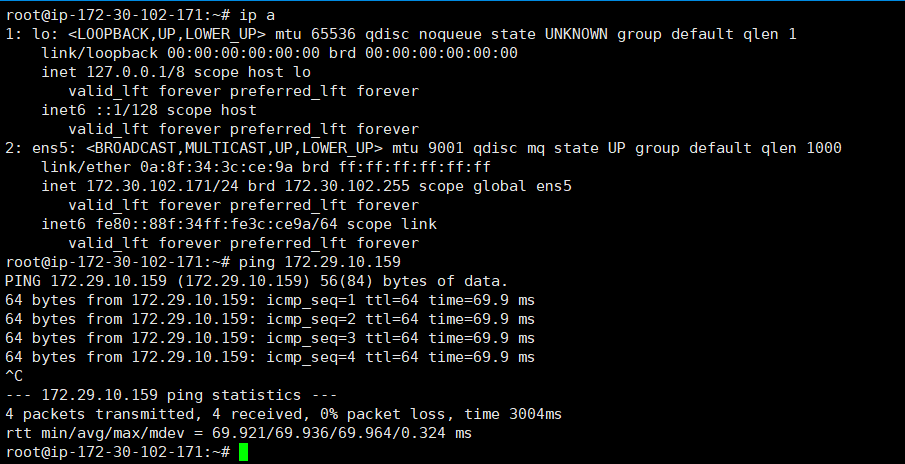 root@ip-172-30-102-171:~# ip a
1: lo: <LOOPBACK,UP,LOWER_UP> mtu 65536 qdisc noqueue state UNKNOWN group default qlen 1
    link/loopback 00:00:00:00:00:00 brd 00:00:00:00:00:00
    inet 127.0.0.1/8 scope host lo
       valid_lft forever preferred_lft forever
    inet6 ::1/128 scope host
       valid_lft forever preferred_lft forever
2: ens5: <BROADCAST,MULTICAST,UP,LOWER_UP> mtu 9001 qdisc mq state UP group default qlen 1000
    link/ether 0a:8f:34:3c:ce:9a brd ff:ff:ff:ff:ff:ff
    inet 172.30.102.171/24 brd 172.30.102.255 scope global ens5
       valid_lft forever preferred_lft forever
    inet6 fe80::88f:34ff:fe3c:ce9a/64 scope link
       valid_lft forever preferred_lft forever
root@ip-172-30-102-171:~# ping 172.29.10.159
PING 172.29.10.159 (172.29.10.159) 56(84) bytes of data.
64 bytes from 172.29.10.159: icmp_seq=1 ttl=64 time=69.9 ms
64 bytes from 172.29.10.159: icmp_seq=2 ttl=64 time=69.9 ms
64 bytes from 172.29.10.159: icmp_seq=3 ttl=64 time=69.9 ms
64 bytes from 172.29.10.159: icmp_seq=4 ttl=64 time=69.9 ms
^C
--- 172.29.10.159 ping statistics ---
4 packets transmitted, 4 received, 0% packet loss, time 3004ms
rtt min/avg/max/mdev = 69.921/69.936/69.964/0.324 ms
root@ip-172-30-102-171:~#